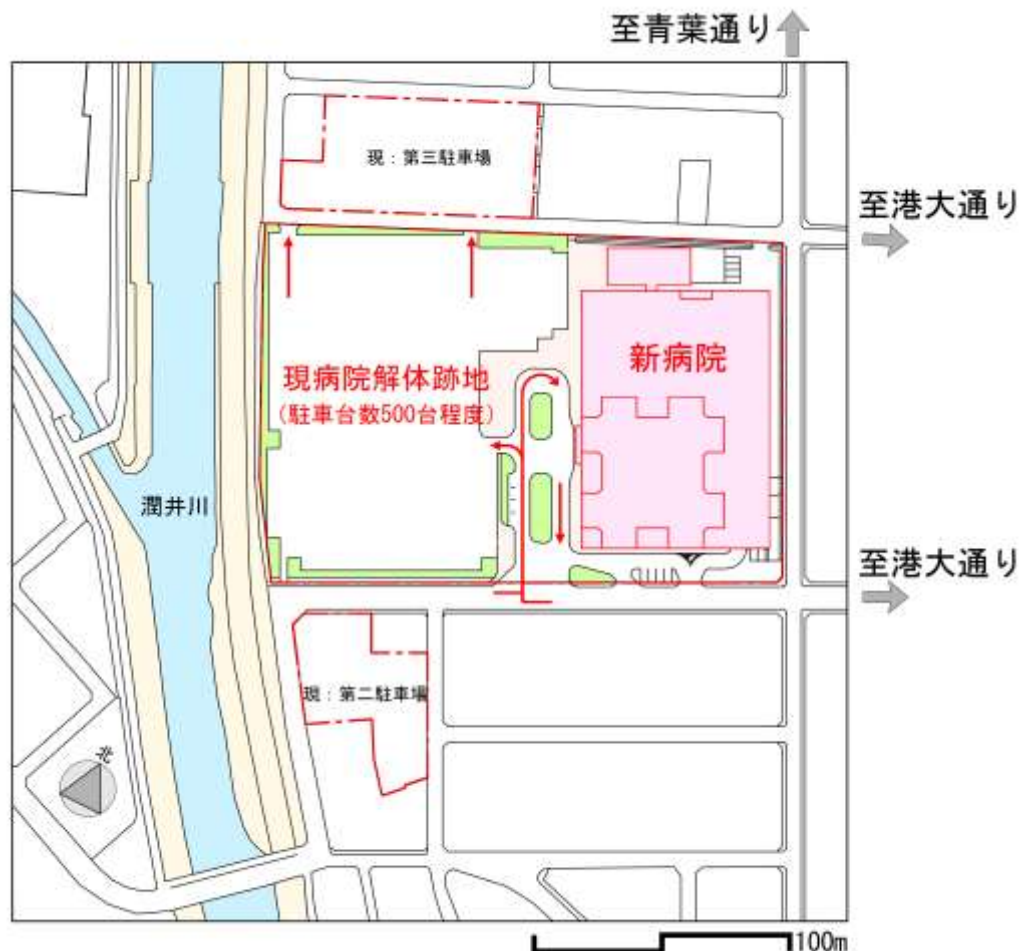 至青葉通り
現：第三駐車場
至港大通り
現病院解体跡地
(駐車台数500台程度)
新病院
潤井川
至港大通り
現：第二駐車場
北
100m